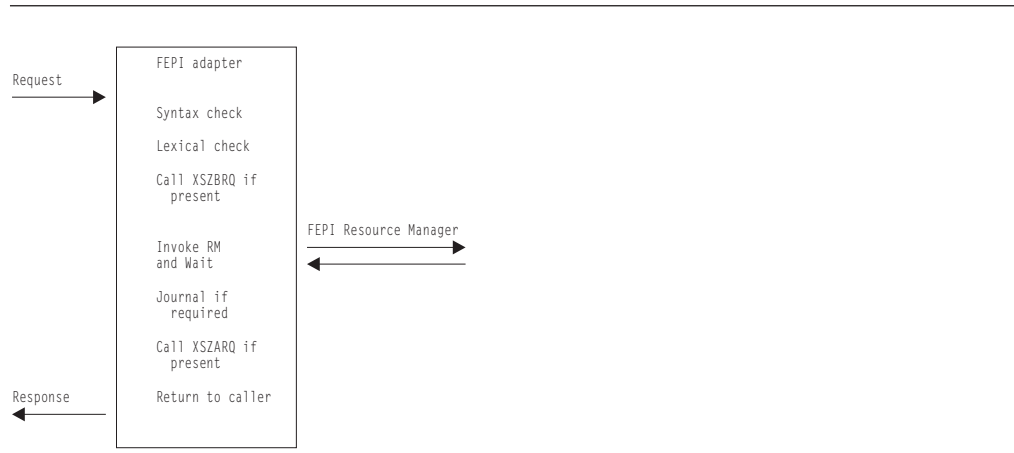 FEPI adapter
Request
Syntax check
Lexical check
Call XSZBRQ if
present
FEPI Resource Manager
Invoke RM
and Wait
Journal if
required
Call XSZARQ if
present
Response
Return to caller